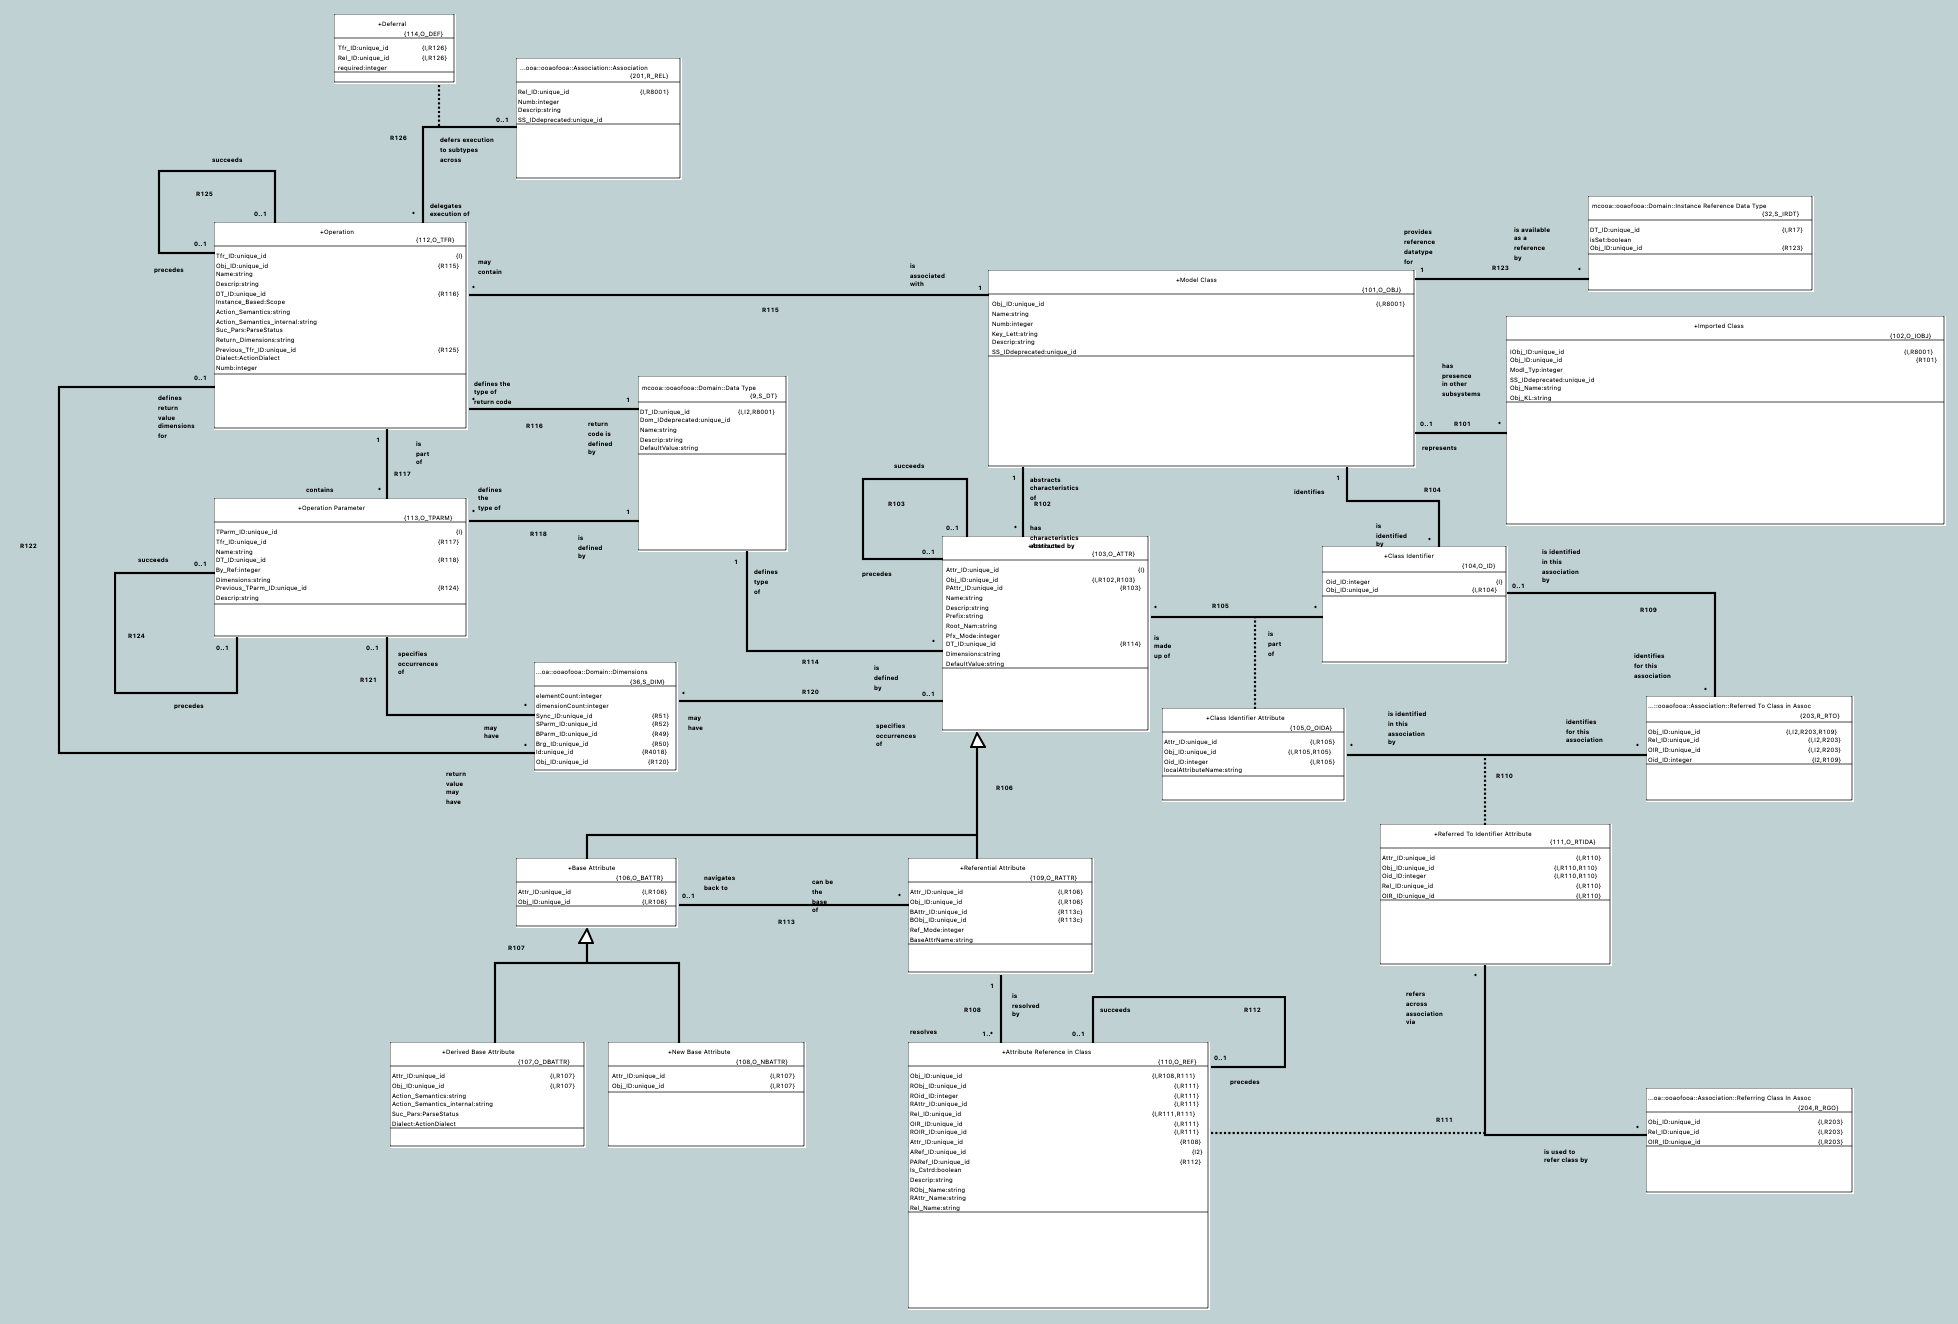 +Deferral
{114,O_DEF}
Tfr_ID:unique_id {I,R126}
Rel_ID:unique_id {I,R126}
required:integer
...ooa::ooaofooa::Association::Association
{201,R_REL}
Rel_ID:unique_id {I,R8001}
Numb:integer
Descrip:string
SS_IDdeprecated:unique_id
0..1
R126
defers execution
to subtypes
across
succeeds
R125
0..1
*
delegates
execution of
0..1
precedes
+Operation
{112,O_TFR}
Tfr_ID:unique_id {I}
Obj_ID:unique_id {R115}
Name:string
Descrip:string
DT_ID:unique_id {R116}
Instance_Based:Scope
Action_Semantics:string
Action_Semantics_internal:string
Suc_Pars:ParseStatus
Return_Dimensions:string
Previous_Tfr_ID:unique_id {R125}
Dialect:ActionDialect
Numb:integer
may
contain
*
R115
is
associated
with
1
+Model Class
{101,O_OBJ}
Obj_ID:unique_id {I,R8001}
Name:string
Numb:integer
Key_Lett:string
Descrip:string
SS_IDdeprecated:unique_id
provides
reference
datatype
for
1
R123
is available
as a
reference
by
*
mcooa::ooaofooa::Domain::Instance Reference Data Type
{32,S_IRDT}
DT_ID:unique_id {I,R17}
isSet:boolean
Obj_ID:unique_id {R123}
+Imported Class
{102,O_IOBJ}
IObj_ID:unique_id {I,R8001}
Obj_ID:unique_id {R101}
Modl_Typ:integer
SS_IDdeprecated:unique_id
Obj_Name:string
Obj_KL:string
has
presence
in other
subsystems
0..1
R101
*
represents
0..1
defines
return
value
dimensions
for
defines the
type of
return code
*
R116
1
return
code is
defined
by
mcooa::ooaofooa::Domain::Data Type
{9,S_DT}
DT_ID:unique_id {I,I2,R8001}
Dom_IDdeprecated:unique_id
Name:string
Descrip:string
DefaultValue:string
1
is
part
of
R117
contains
*
+Operation Parameter
{113,O_TPARM}
TParm_ID:unique_id {I}
Tfr_ID:unique_id {R117}
Name:string
DT_ID:unique_id {R118}
By_Ref:integer
Dimensions:string
Previous_TParm_ID:unique_id {R124}
Descrip:string
defines
the
type of
*
R118
1
is
defined
by
R122
succeeds
0..1
R124
0..1
precedes
0..1
R121
specifies
occurrences
of
*
may
have
*
return
value
may
have
...oa::ooaofooa::Domain::Dimensions
{36,S_DIM}
elementCount:integer
dimensionCount:integer
Sync_ID:unique_id {R51}
SParm_ID:unique_id {R52}
BParm_ID:unique_id {R49}
Brg_ID:unique_id {R50}
Id:unique_id {R4018}
Obj_ID:unique_id {R120}
*
may
have
R120
0..1
specifies
occurrences
of
1
defines
type
of
R114
*
is
defined
by
succeeds
R103
0..1
0..1
precedes
1
abstracts
characteristics
of
R102
*
has
characteristics
abstracted by
+Attribute
{103,O_ATTR}
Attr_ID:unique_id {I}
Obj_ID:unique_id {I,R102,R103}
PAttr_ID:unique_id {R103}
Name:string
Descrip:string
Prefix:string
Root_Nam:string
Pfx_Mode:integer
DT_ID:unique_id {R114}
Dimensions:string
DefaultValue:string
1
identifies
R104
is
identified
by
*
+Class Identifier
{104,O_ID}
Oid_ID:integer {I}
Obj_ID:unique_id {I,R104}
*
R105
*
is
made
up of
is
part
of
is identified
in this
association
by
0..1
R109
identifies
for this
association
*
+Class Identifier Attribute
{105,O_OIDA}
Attr_ID:unique_id {I,R105}
Obj_ID:unique_id {I,R105,R105}
Oid_ID:integer {I,R105}
localAttributeName:string
*
is identified
in this
association
by
identifies
for this
association
*
R110
...::ooaofooa::Association::Referred To Class in Assoc
{203,R_RTO}
Obj_ID:unique_id {I,I2,R203,R109}
Rel_ID:unique_id {I,I2,R203}
OIR_ID:unique_id {I,I2,R203}
Oid_ID:integer {I2,R109}
R106
+Base Attribute
{106,O_BATTR}
Attr_ID:unique_id {I,R106}
Obj_ID:unique_id {I,R106}
navigates
back to
0..1
R113
can be
the
base
of
*
+Referential Attribute
{109,O_RATTR}
Attr_ID:unique_id {I,R106}
Obj_ID:unique_id {I,R106}
BAttr_ID:unique_id {R113c}
BObj_ID:unique_id {R113c}
Ref_Mode:integer
BaseAttrName:string
+Referred To Identifier Attribute
{111,O_RTIDA}
Attr_ID:unique_id {I,R110}
Obj_ID:unique_id {I,R110,R110}
Oid_ID:integer {I,R110,R110}
Rel_ID:unique_id {I,R110}
OIR_ID:unique_id {I,R110}
R107
+Derived Base Attribute
{107,O_DBATTR}
Attr_ID:unique_id {I,R107}
Obj_ID:unique_id {I,R107}
Action_Semantics:string
Action_Semantics_internal:string
Suc_Pars:ParseStatus
Dialect:ActionDialect
+New Base Attribute
{108,O_NBATTR}
Attr_ID:unique_id {I,R107}
Obj_ID:unique_id {I,R107}
1
R108
is
resolved
by
resolves
1..*
0..1
succeeds
R112
0..1
precedes
+Attribute Reference in Class
{110,O_REF}
Obj_ID:unique_id {I,R108,R111}
RObj_ID:unique_id {I,R111}
ROid_ID:integer {I,R111}
RAttr_ID:unique_id {I,R111}
Rel_ID:unique_id {I,R111,R111}
OIR_ID:unique_id {I,R111}
ROIR_ID:unique_id {I,R111}
Attr_ID:unique_id {R108}
ARef_ID:unique_id {I2}
PARef_ID:unique_id {R112}
Is_Cstrd:boolean
Descrip:string
RObj_Name:string
RAttr_Name:string
Rel_Name:string
*
refers
across
association
via
R111
*
is used to
refer class by
...oa::ooaofooa::Association::Referring Class In Assoc
{204,R_RGO}
Obj_ID:unique_id {I,R203}
Rel_ID:unique_id {I,R203}
OIR_ID:unique_id {I,R203}